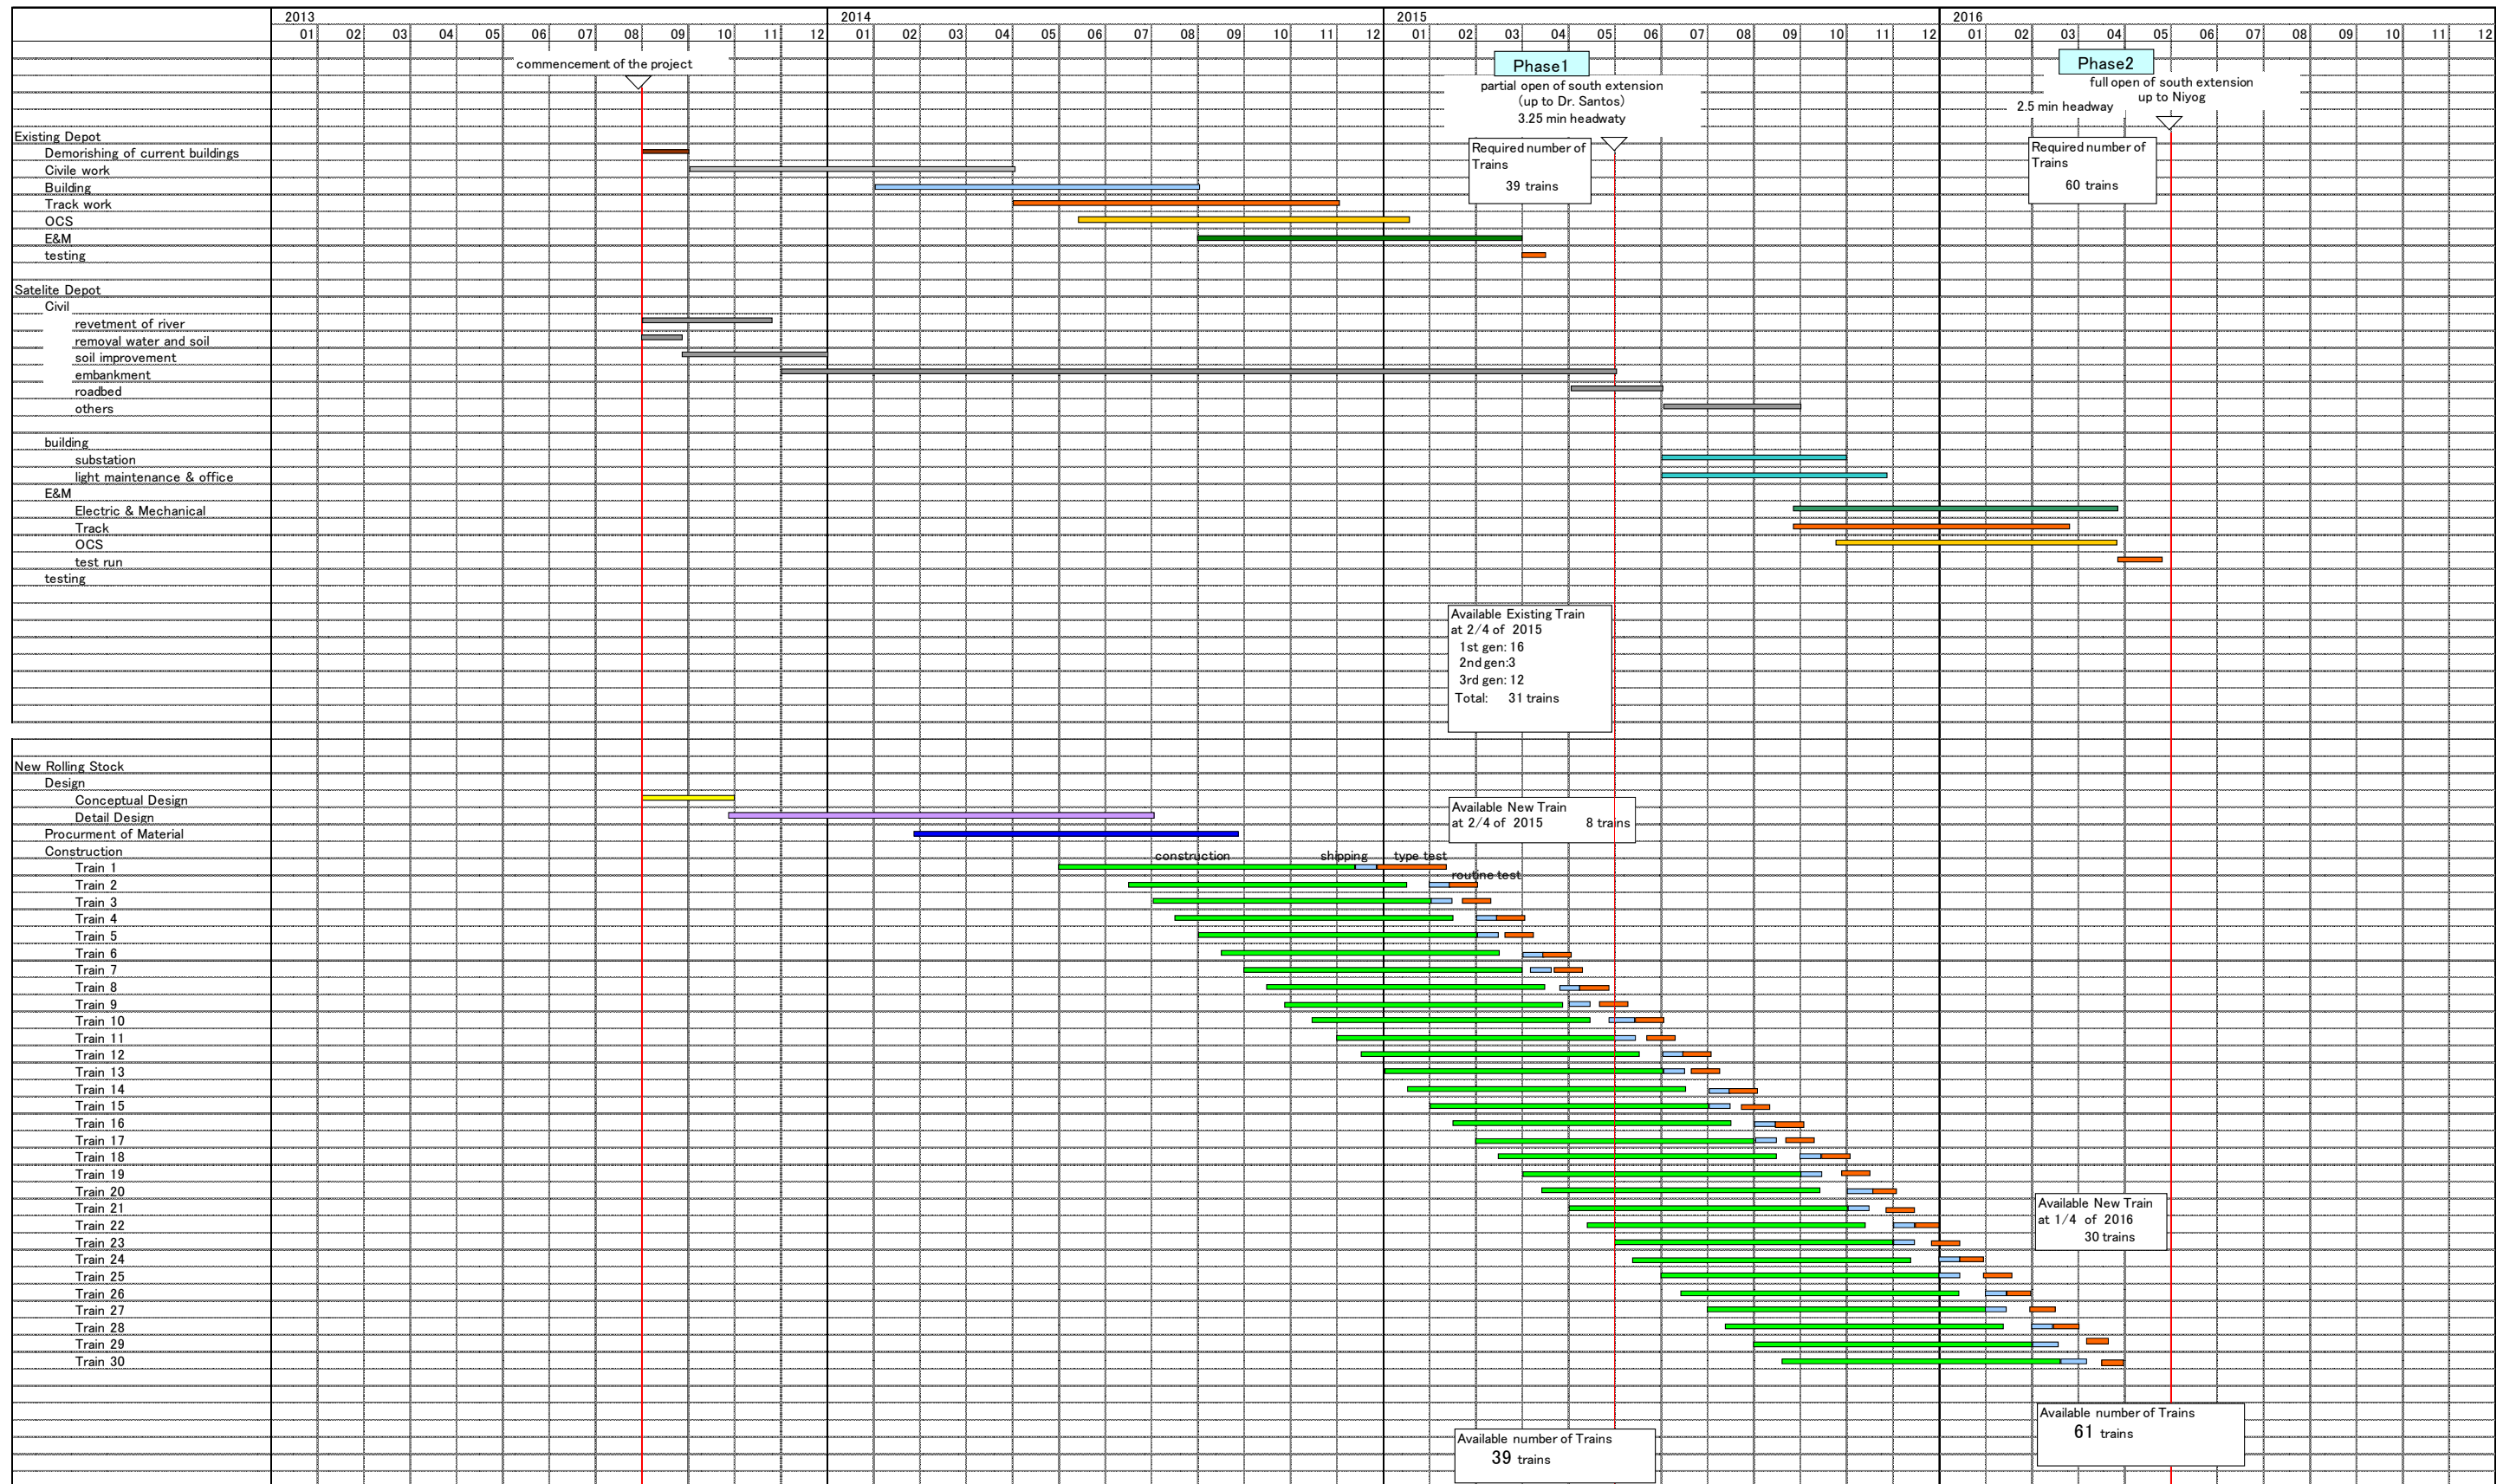 2013 2014 2015 2016
01 02 03 04 05 06 07 08 09 10 11 12 01 02 03 04 05 06 07 08 09 10 11 12 01 02 03 04 05 06 07 08 09 10 11 12 01 02 03 04 05 06 07 08 09 10 11 12
commencement of the project
Phase1
partial open of south extension
(up to Dr. Santos)
3.25 min headwaty
Phase2
full open of south extension
up to Niyog
2.5 min headway
Required number of
Trains
39 trains
Required number of
Trains
60 trains
Existing Depot
Demorishing of current buildings
Civile work
Building
Track work
OCS
E&M
testing
Satelite Depot
Civil
revetment of river
removal water and soil
soil improvement
embankment
roadbed
others
building
substation
light maintenance & office
E&M
Electric & Mechanical
Track
OCS
test run
testing
Available Existing Train
at 2/4 of 2015
1st gen: 16
2nd gen:3
3rd gen: 12
Total: 31 trains
New Rolling Stock
Design
Conceptual Design
Detail Design
Procurment of Material
Construction
Available New Train
at 2/4 of 2015 8 trains
construction shipping type test
routine test
Train 1
Train 2
Train 3
Train 4
Train 5
Train 6
Train 7
Train 8
Train 9
Train 10
Train 11
Train 12
Train 13
Train 14
Train 15
Train 16
Train 17
Train 18
Train 19
Train 20
Train 21
Train 22
Train 23
Train 24
Train 25
Train 26
Train 27
Train 28
Train 29
Train 30
Available New Train
at 1/4 of 2016
30 trains
Available number of Trains
39 trains
Available number of Trains
61 trains